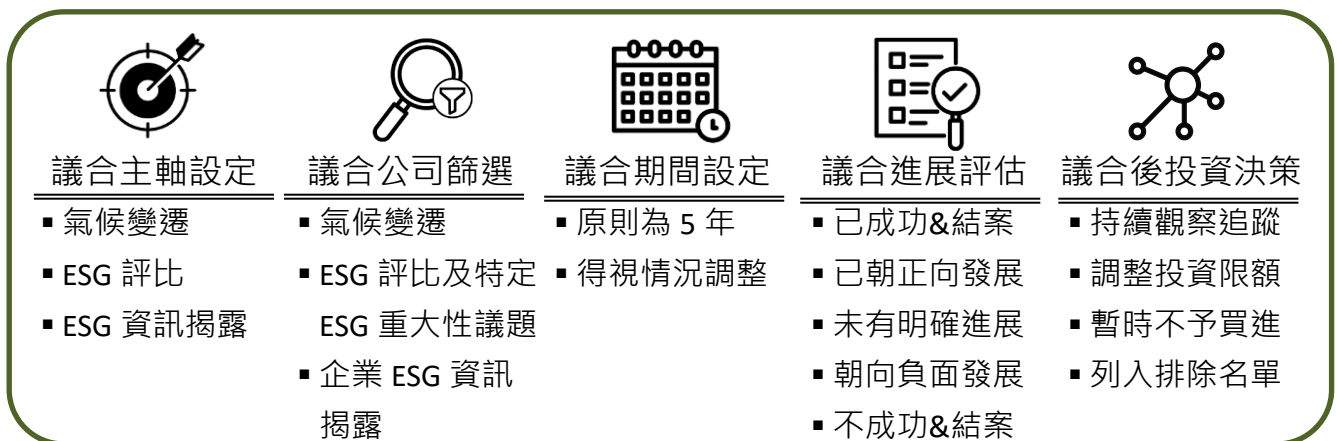 議合主軸設定
▪ 氣候變遷
▪ ESG 評比
▪ ESG 資訊揭露
議合公司篩選
▪ 氣候變遷
▪ ESG 評比及特定
ESG 重大性議題
▪ 企業 ESG 資訊
揭露
議合期間設定
▪ 原則為 5 年
▪ 得視情況調整
議合進展評估
▪ 已成功&結案
▪ 已朝正向發展
▪ 未有明確進展
▪ 朝向負面發展
▪ 不成功&結案
議合後投資決策
▪ 持續觀察追蹤
▪ 調整投資限額
▪ 暫時不予買進
▪ 列入排除名單